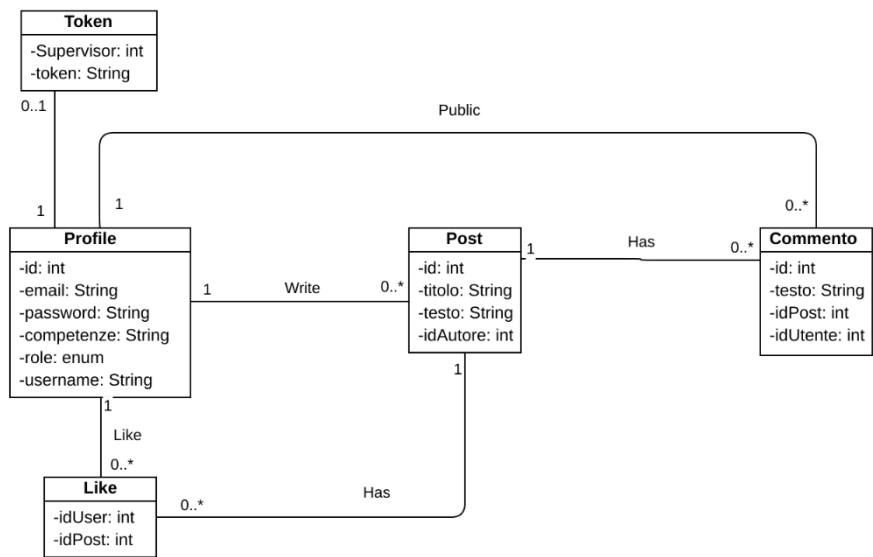 Token
-Supervisor: int
-token: String
0..1
1
Public
1
0..*
Profile
-id: int
-email: String
-password: String
-competenze: String
-role: enum
-username: String
1
Write
0..*
Post
-id: int
-titolo: String
-testo: String
-idAutore: int
1
Has
0..*
Commento
-id: int
-testo: String
-idPost: int
-idUtente: int
1
Like
0..*
1
Like
-idUser: int
-idPost: int
0..*
Has